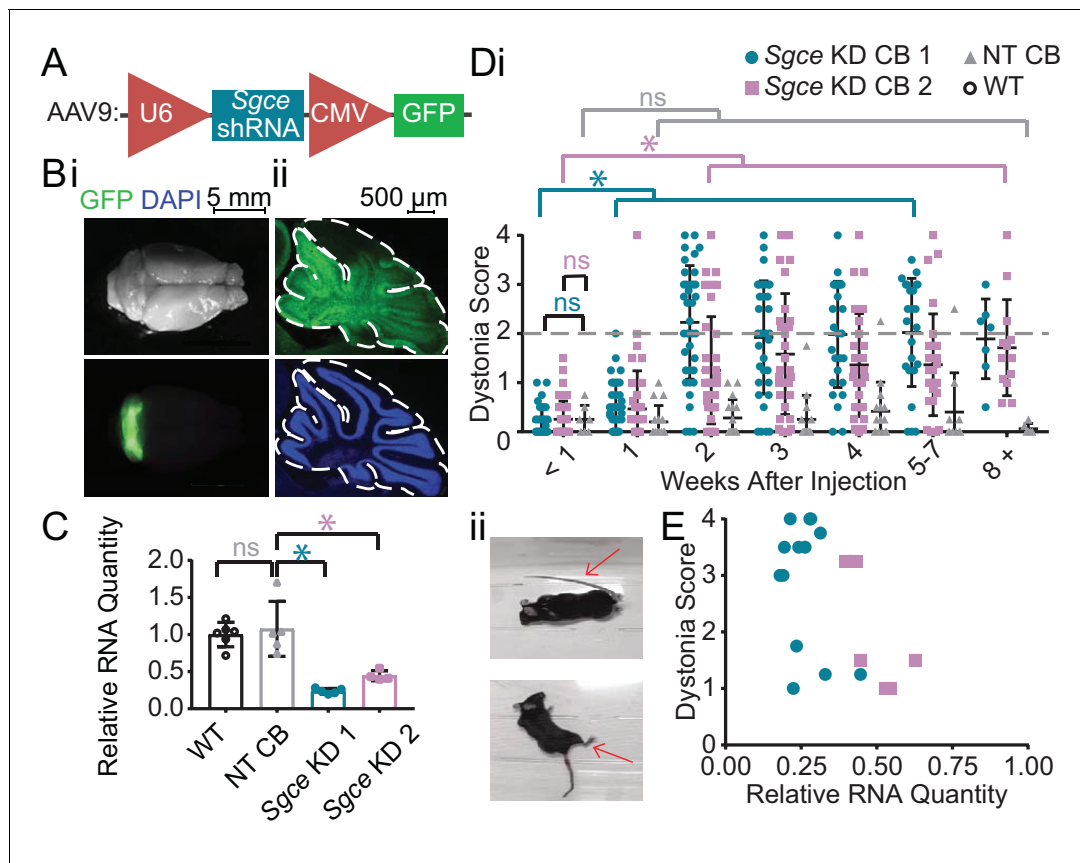 A
AAV9: U6 Sgce shRNA CMV GFP
Bi
ii
GFP DAPI 5 mm
500 µm
C
Relative RNA Quantity
2.0
1.5
1.0
0.5
0.0
ns * *
WT
NT CB
Sgce KD 1
Sgce KD 2
Di
Sgce KD CB 1
NT CB
Sgce KD CB 2
WT
ns
*
*
ns
ns
Dystonia Score
4
3
2
1
0
< 1
1
2
3
4
5-7
8 +
Weeks After Injection
ii
E
Dystonia Score
4
3
2
1
4
0.00 0.25 0.50 0.75 1.00
Relative RNA Quantity